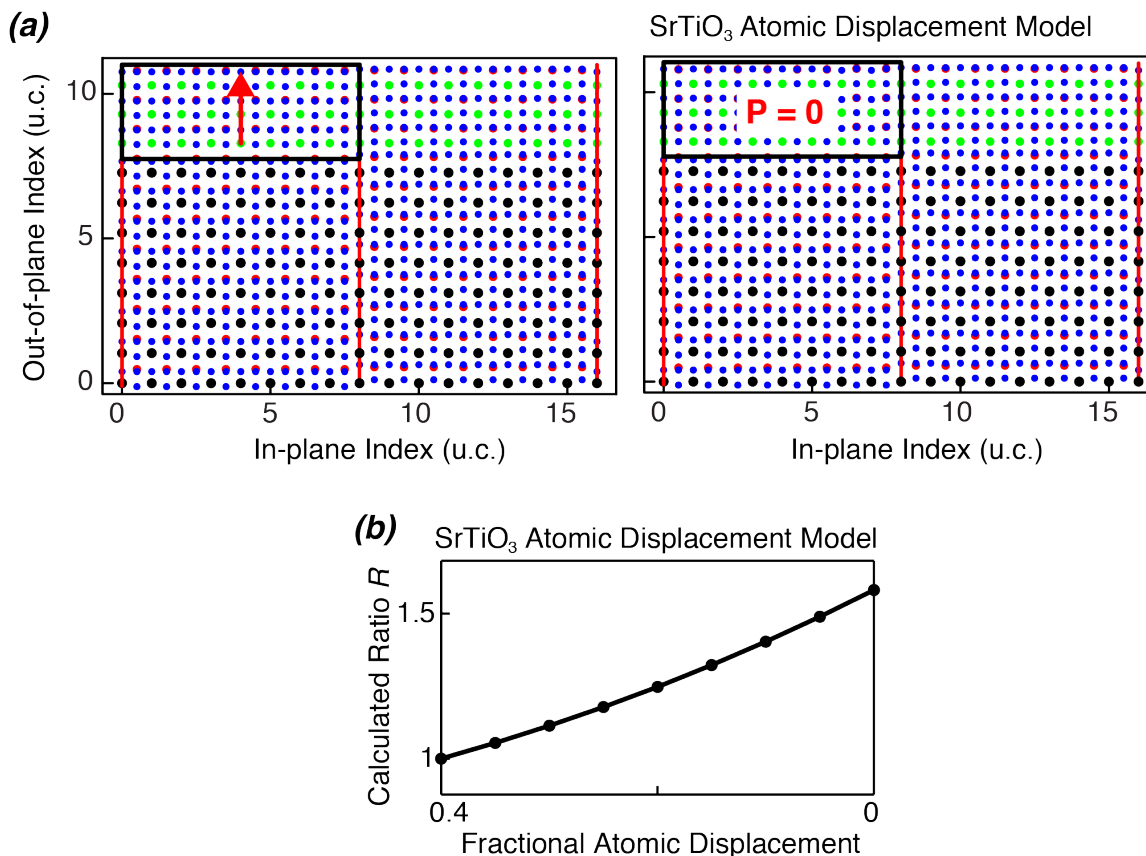 (a)
SrTiO₃ Atomic Displacement Model
Out-of-plane Index (u.c.)
10
5
0
P = 0
0 5 10 15
0 5 10 15
In-plane Index (u.c.)
In-plane Index (u.c.)
(b)
SrTiO₃ Atomic Displacement Model
Calculated Ratio R
1.5
1
0.4 0
Fractional Atomic Displacement